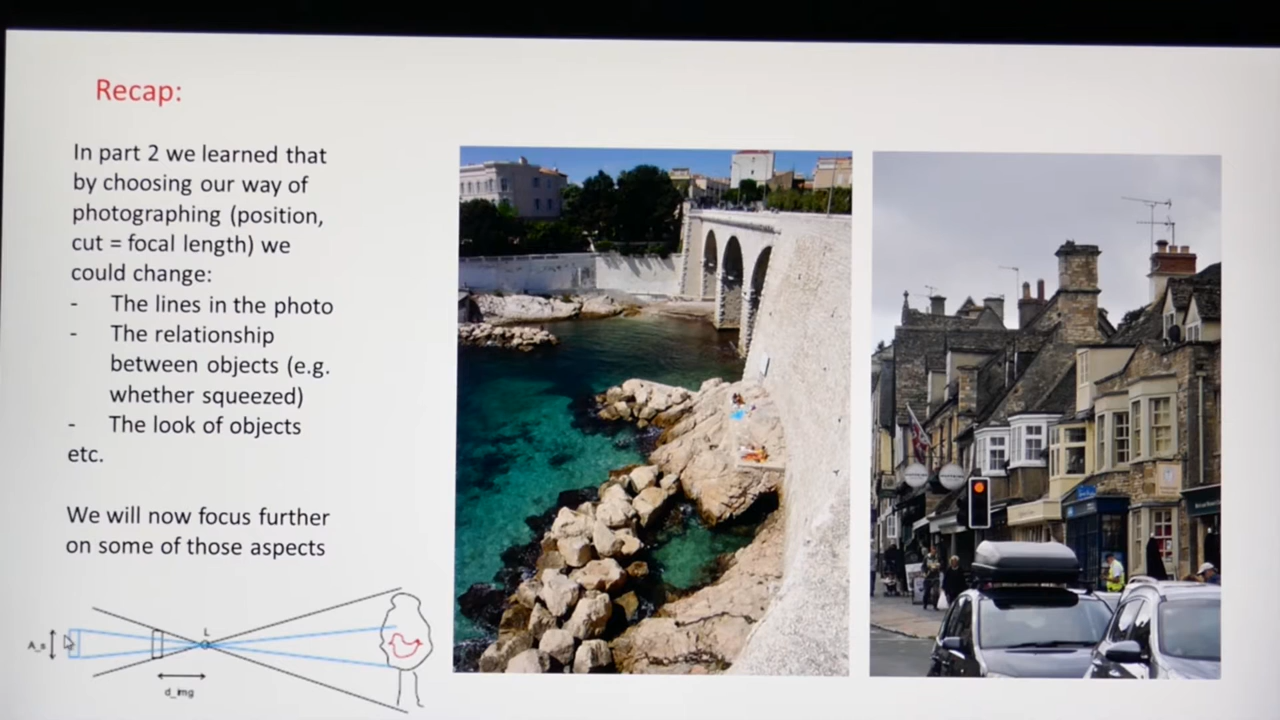 Recap:
In part 2 we learned that
by choosing our way of
photographing (position,
cut = focal length) we
could change:
- The lines in the photo
- The relationship
between objects (e.g.
whether squeezed)
- The look of objects
etc.
We will now focus further
on some of those aspects
L
A_s
d_img